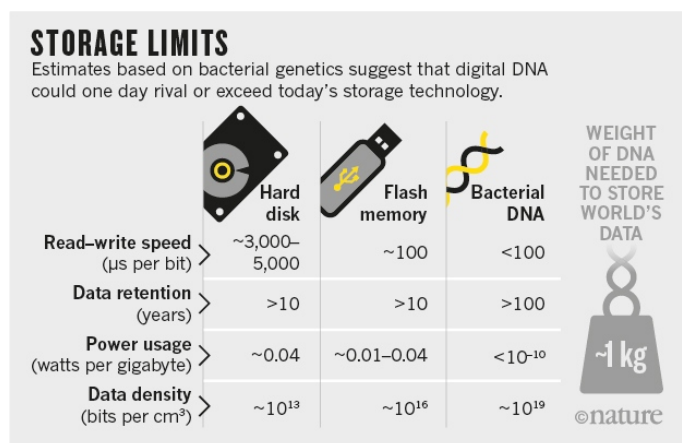 STORAGE LIMITS
Estimates based on bacterial genetics suggest that digital DNA
could one day rival or exceed today's storage technology.
Hard
disk
Flash
memory
Bacterial
DNA
Read–write speed
(µs per bit)
~3,000–
5,000
~100
<100
Data retention
(years)
>10
>10
>100
Power usage
(watts per gigabyte)
~0.04
~0.01–0.04
<10⁻¹⁰
Data density
(bits per cm³)
~10¹³
~10¹⁶
~10¹⁹
WEIGHT
OF DNA
NEEDED
TO STORE
WORLD'S
DATA
~1 kg
©nature